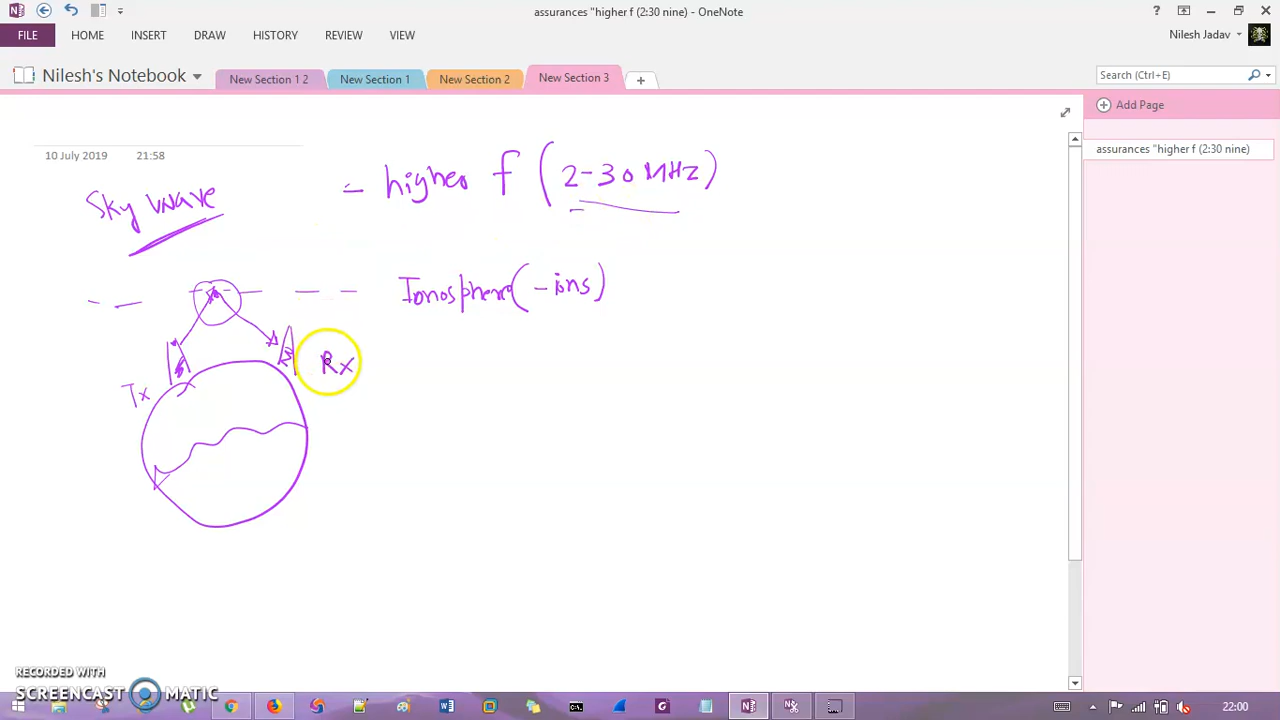 assurances "higher f (2:30 nine) - OneNote
FILE HOME INSERT DRAW HISTORY REVIEW VIEW
Nilesh Jadav
Nilesh's Notebook
New Section 1 2
New Section 1
New Section 2
New Section 3
Search (Ctrl+E)
Add Page
assurances "higher f (2:30 nine)
10 July 2019 21:58
Sky Wave
= higher f (2-30 MHz)
Ionosphere (-ions)
Tx
Rx
RECORDED WITH
SCREENCAST MATIC
22:00